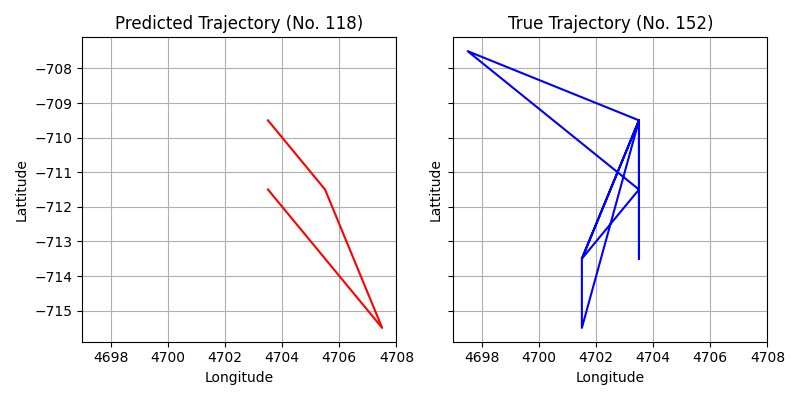 Predicted Trajectory (No. 118)
True Trajectory (No. 152)
−708
−709
−710
−711
−712
−713
−714
−715
Lattitude
Lattitude
4698 4700 4702 4704 4706 4708
4698 4700 4702 4704 4706 4708
Longitude
Longitude